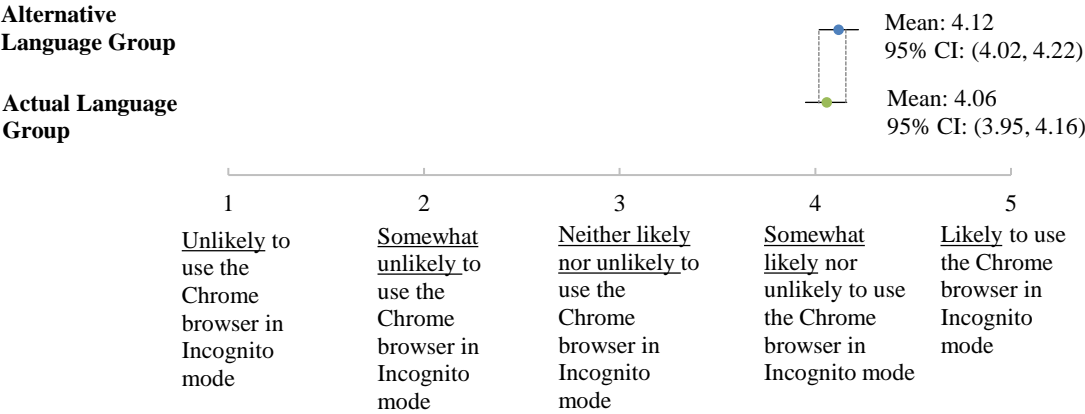 Alternative
Language Group
Mean: 4.12
95% CI: (4.02, 4.22)
Actual Language
Group
Mean: 4.06
95% CI: (3.95, 4.16)
1
2
3
4
5
Unlikely to
use the
Chrome
browser in
Incognito
mode
Somewhat
unlikely to
use the
Chrome
browser in
Incognito
mode
Neither likely
nor unlikely to
use the
Chrome
browser in
Incognito
mode
Somewhat
likely nor
unlikely to use
the Chrome
browser in
Incognito mode
Likely to use
the Chrome
browser in
Incognito
mode